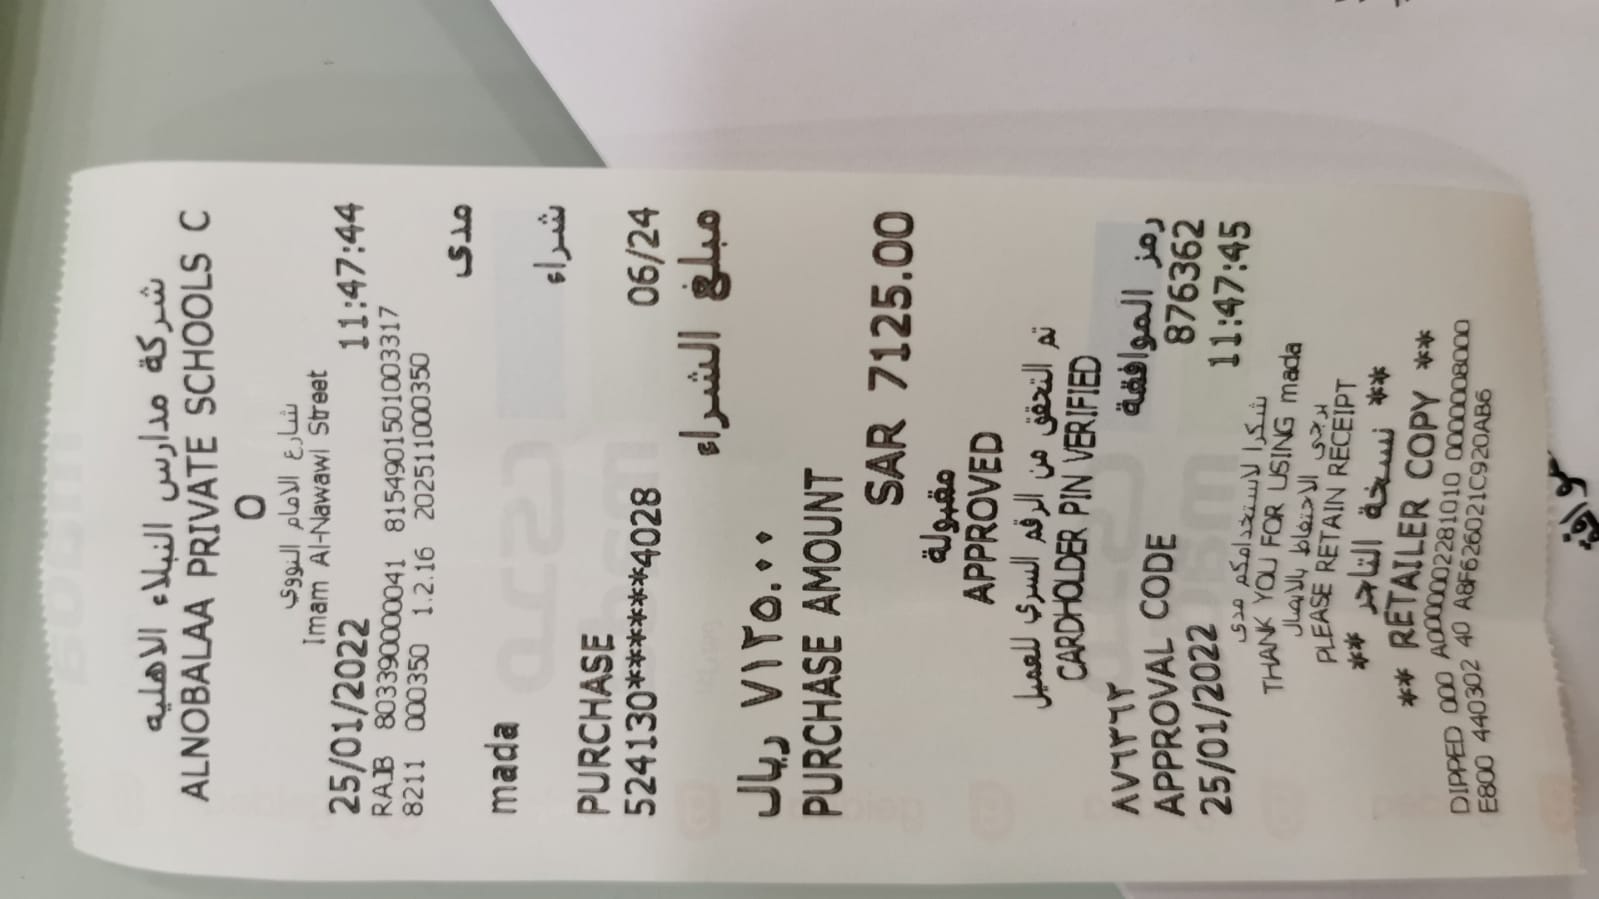 شركة مدارس النبلاء الاهليه
ALNOBALAA PRIVATE SCHOOLS C
O
شارع الامام النووي
Imam Al-Nawawi Street
25/01/2022 11:47:44
RAJB 8033900000041 8154901501003317
8211 000350 1.2.16 202511000350
مدى
mada
شراء
PURCHASE
524130******4028 06/24
مبلغ الشراء
ريال ٧١٢٥.٠٠
PURCHASE AMOUNT
SAR 7125.00
مقبولة
APPROVED
تم التحقق من الرقم السري للعميل
CARDHOLDER PIN VERIFIED
رمز الموافقة
٨٧٦٣٦٢
APPROVAL CODE 876362
25/01/2022 11:47:45
شكرا لاستخدامكم مدى
THANK YOU FOR USING mada
يرجى الاحتفاظ بالايصال
PLEASE RETAIN RECEIPT
** نسخة التاجر **
** RETAILER COPY **
DIPPED 000 A0000002281010 0000008000
E800 440302 40 A8F626021C920AB6